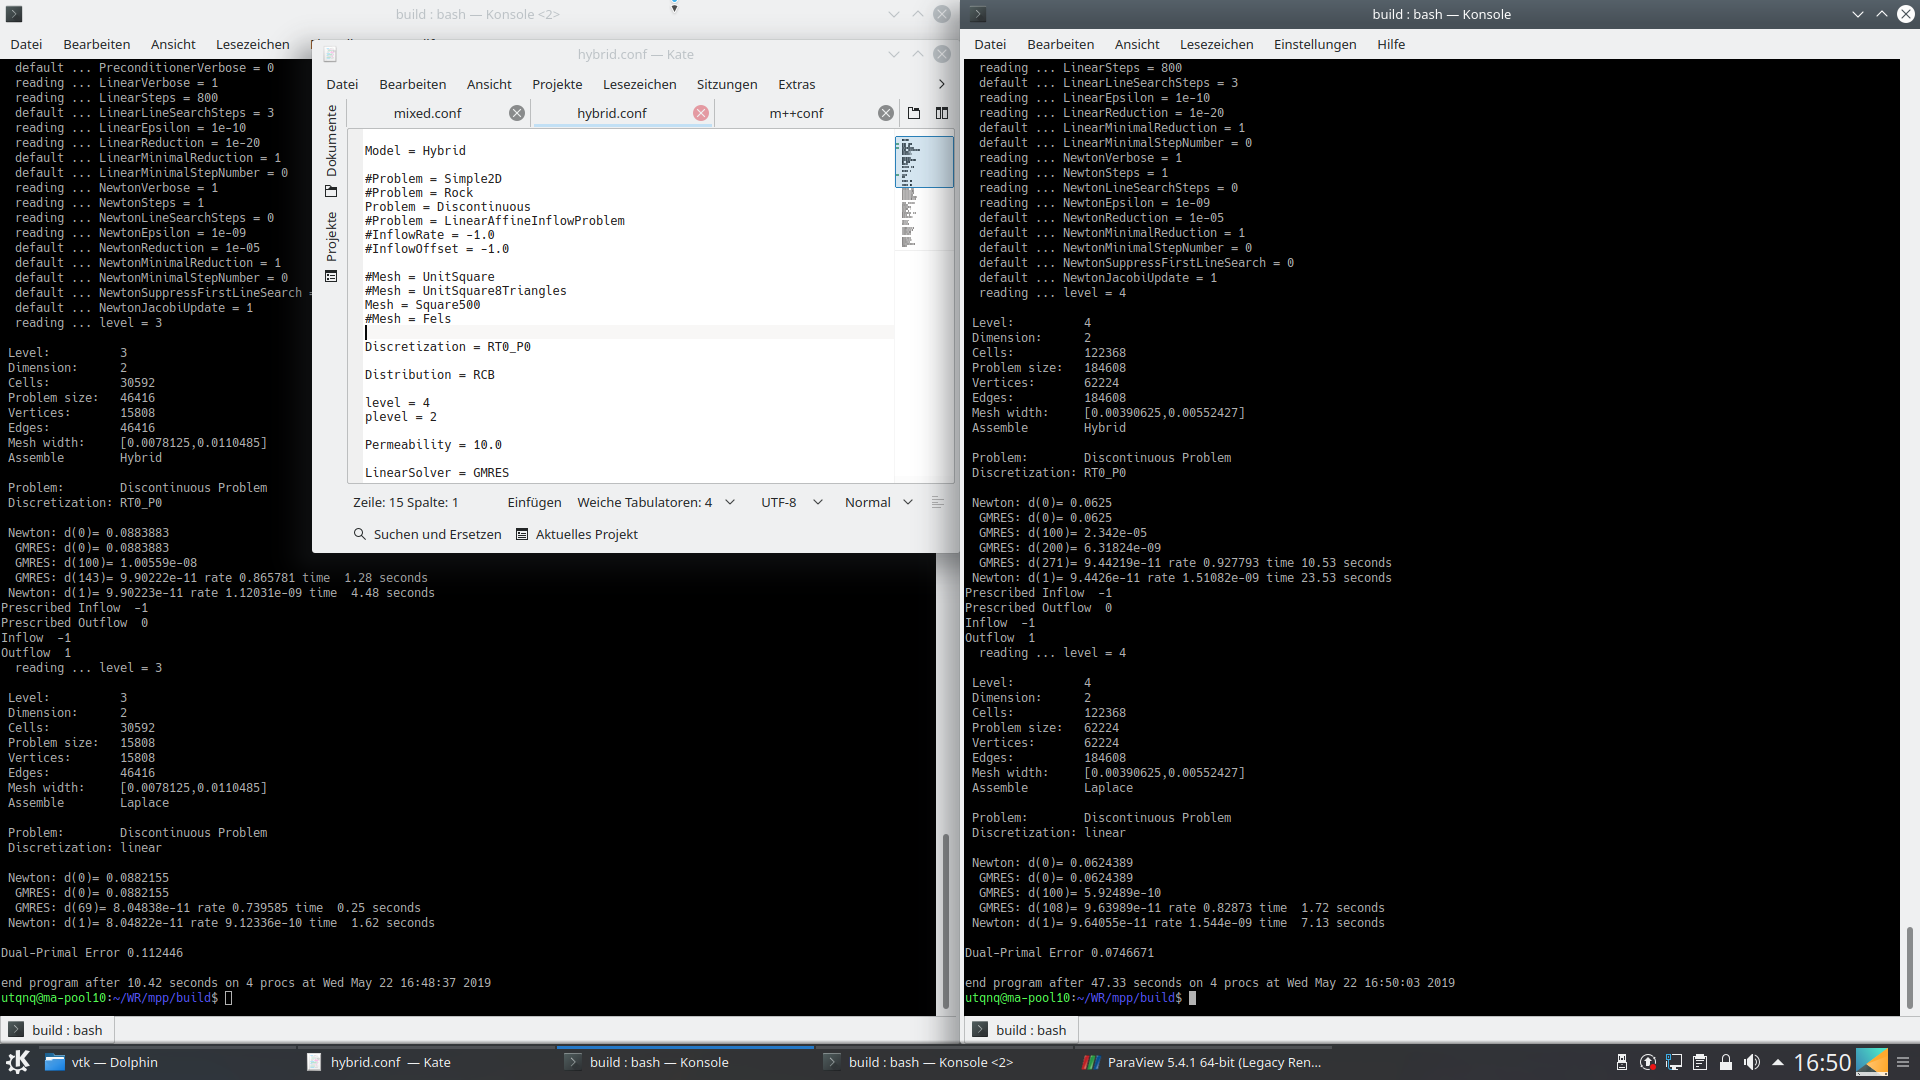 build : bash — Konsole <2>
Datei Bearbeiten Ansicht Lesezeichen
default ... PreconditionerVerbose = 0
reading ... LinearVerbose = 1
reading ... LinearSteps = 800
default ... LinearLineSearchSteps = 3
reading ... LinearEpsilon = 1e-10
reading ... LinearReduction = 1e-20
default ... LinearMinimalReduction = 1
default ... LinearMinimalStepNumber = 0
reading ... NewtonVerbose = 1
reading ... NewtonSteps = 1
reading ... NewtonLineSearchSteps = 0
reading ... NewtonEpsilon = 1e-09
default ... NewtonReduction = 1e-05
default ... NewtonMinimalReduction = 1
default ... NewtonMinimalStepNumber = 0
default ... NewtonSuppressFirstLineSearch =
default ... NewtonJacobiUpdate = 1
reading ... level = 3
Level: 3
Dimension: 2
Cells: 30592
Problem size: 46416
Vertices: 15808
Edges: 46416
Mesh width: [0.0078125,0.0110485]
Assemble Hybrid
Problem: Discontinuous Problem
Discretization: RT0_P0
Newton: d(0)= 0.0883883
GMRES: d(0)= 0.0883883
GMRES: d(100)= 1.00559e-08
GMRES: d(143)= 9.90222e-11 rate 0.865781 time 1.28 seconds
Newton: d(1)= 9.90223e-11 rate 1.12031e-09 time 4.48 seconds
Prescribed Inflow -1
Prescribed Outflow 0
Inflow -1
Outflow 1
reading ... level = 3
Level: 3
Dimension: 2
Cells: 30592
Problem size: 15808
Vertices: 15808
Edges: 46416
Mesh width: [0.0078125,0.0110485]
Assemble Laplace
Problem: Discontinuous Problem
Discretization: linear
Newton: d(0)= 0.0882155
GMRES: d(0)= 0.0882155
GMRES: d(69)= 8.04838e-11 rate 0.739585 time 0.25 seconds
Newton: d(1)= 8.04822e-11 rate 9.12336e-10 time 1.62 seconds
Dual-Primal Error 0.112446
end program after 10.42 seconds on 4 procs at Wed May 22 16:48:37 2019
utqnq@ma-pool10:~/WR/mpp/build$
build : bash
hybrid.conf — Kate
Datei Bearbeiten Ansicht Projekte Lesezeichen Sitzungen Extras
mixed.conf hybrid.conf m++conf
Dokumente
Projekte
Model = Hybrid
#Problem = Simple2D
#Problem = Rock
Problem = Discontinuous
#Problem = LinearAffineInflowProblem
#InflowRate = -1.0
#InflowOffset = -1.0
#Mesh = UnitSquare
#Mesh = UnitSquare8Triangles
Mesh = Square500
#Mesh = Fels
Discretization = RT0_P0
Distribution = RCB
level = 4
plevel = 2
Permeability = 10.0
LinearSolver = GMRES
Zeile: 15 Spalte: 1 Einfügen Weiche Tabulatoren: 4 UTF-8 Normal
Suchen und Ersetzen Aktuelles Projekt
build : bash — Konsole
Datei Bearbeiten Ansicht Lesezeichen Einstellungen Hilfe
reading ... LinearSteps = 800
default ... LinearLineSearchSteps = 3
reading ... LinearEpsilon = 1e-10
reading ... LinearReduction = 1e-20
default ... LinearMinimalReduction = 1
default ... LinearMinimalStepNumber = 0
reading ... NewtonVerbose = 1
reading ... NewtonSteps = 1
reading ... NewtonLineSearchSteps = 0
reading ... NewtonEpsilon = 1e-09
default ... NewtonReduction = 1e-05
default ... NewtonMinimalReduction = 1
default ... NewtonMinimalStepNumber = 0
default ... NewtonSuppressFirstLineSearch = 0
default ... NewtonJacobiUpdate = 1
reading ... level = 4
Level: 4
Dimension: 2
Cells: 122368
Problem size: 184608
Vertices: 62224
Edges: 184608
Mesh width: [0.00390625,0.00552427]
Assemble Hybrid
Problem: Discontinuous Problem
Discretization: RT0_P0
Newton: d(0)= 0.0625
GMRES: d(0)= 0.0625
GMRES: d(100)= 2.342e-05
GMRES: d(200)= 6.31824e-09
GMRES: d(271)= 9.44219e-11 rate 0.927793 time 10.53 seconds
Newton: d(1)= 9.4426e-11 rate 1.51082e-09 time 23.53 seconds
Prescribed Inflow -1
Prescribed Outflow 0
Inflow -1
Outflow 1
reading ... level = 4
Level: 4
Dimension: 2
Cells: 122368
Problem size: 62224
Vertices: 62224
Edges: 184608
Mesh width: [0.00390625,0.00552427]
Assemble Laplace
Problem: Discontinuous Problem
Discretization: linear
Newton: d(0)= 0.0624389
GMRES: d(0)= 0.0624389
GMRES: d(100)= 5.92489e-10
GMRES: d(108)= 9.63989e-11 rate 0.82873 time 1.72 seconds
Newton: d(1)= 9.64055e-11 rate 1.544e-09 time 7.13 seconds
Dual-Primal Error 0.0746671
end program after 47.33 seconds on 4 procs at Wed May 22 16:50:03 2019
utqnq@ma-pool10:~/WR/mpp/build$
build : bash
vtk — Dolphin hybrid.conf — Kate build : bash — Konsole build : bash — Konsole <2> ParaView 5.4.1 64-bit (Legacy Ren... 16:50